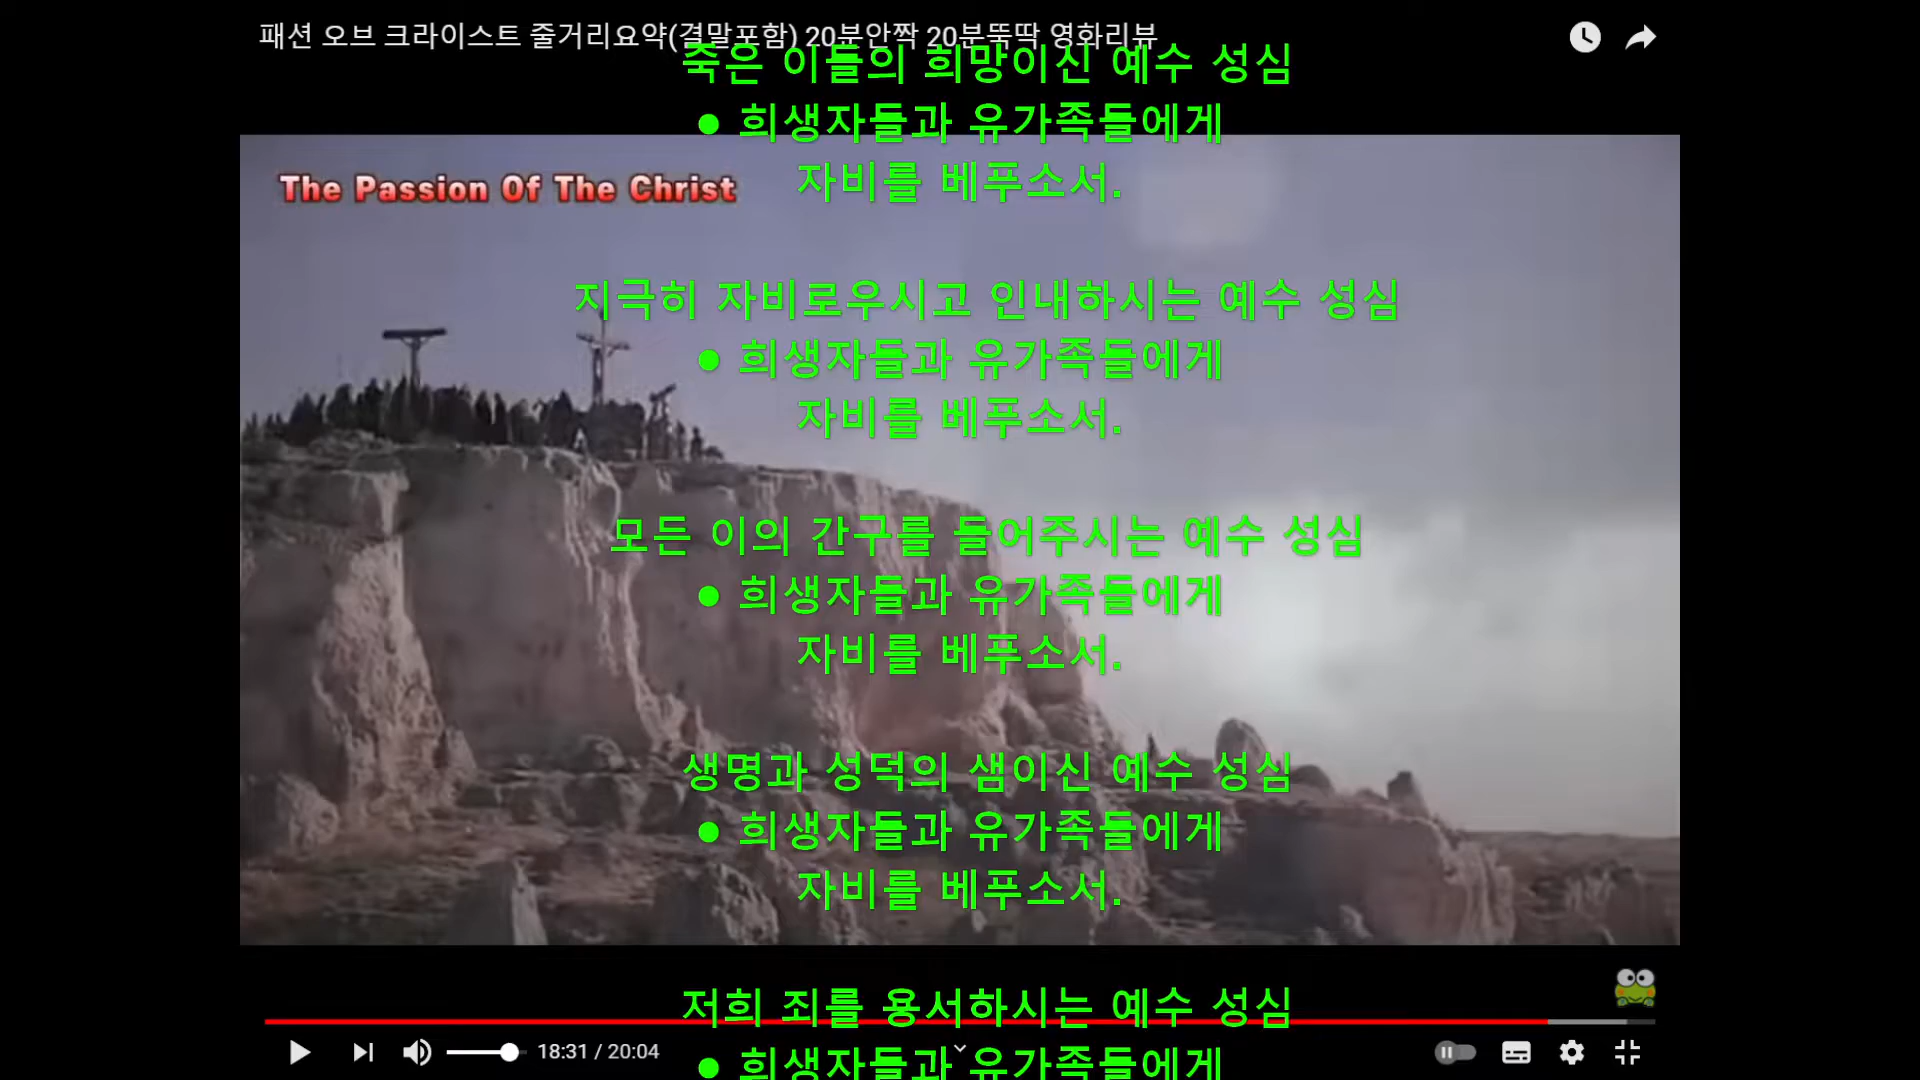 패션 오브 크라이스트 줄거리요약(결말포함) 20분안짝 20분뚝딱 영화리뷰
죽은 이들의 희망이신 예수 성심
● 희생자들과 유가족들에게
자비를 베푸소서.
The Passion Of The Christ
지극히 자비로우시고 인내하시는 예수 성심
● 희생자들과 유가족들에게
자비를 베푸소서.
모든 이의 간구를 들어주시는 예수 성심
● 희생자들과 유가족들에게
자비를 베푸소서.
생명과 성덕의 샘이신 예수 성심
● 희생자들과 유가족들에게
자비를 베푸소서.
저희 죄를 용서하시는 예수 성심
● 희생자들과 유가족들에게
18:31 / 20:04